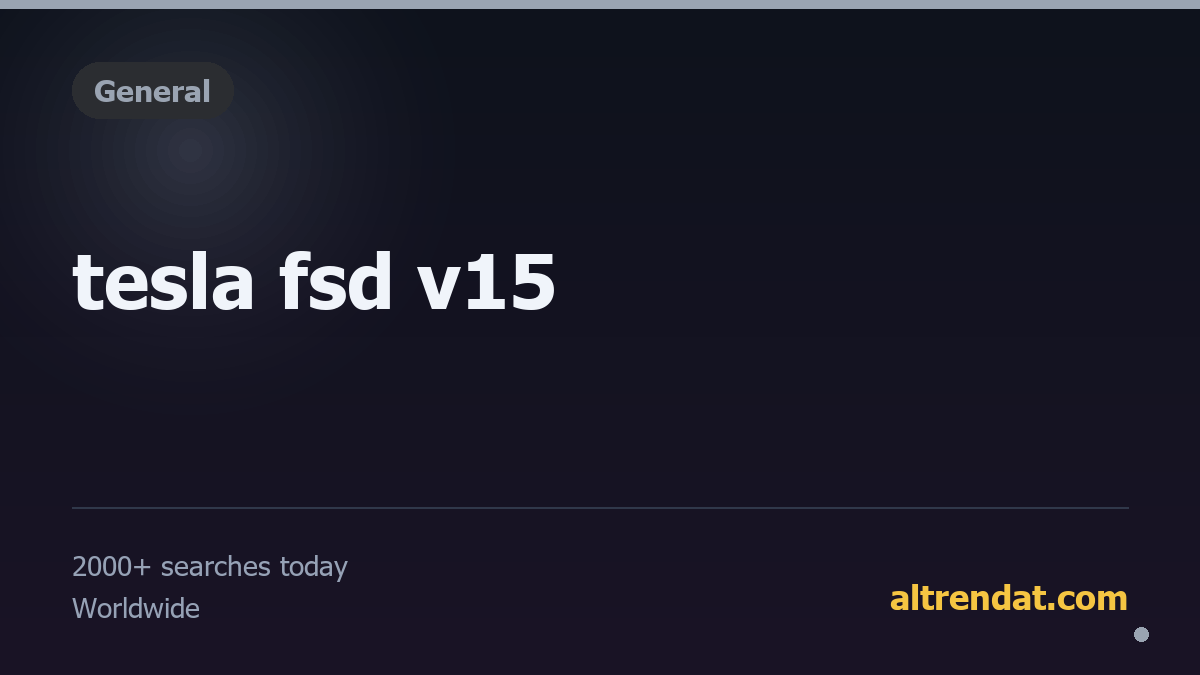 General
tesla fsd v15
2000+ searches today
Worldwide
altrendat.com